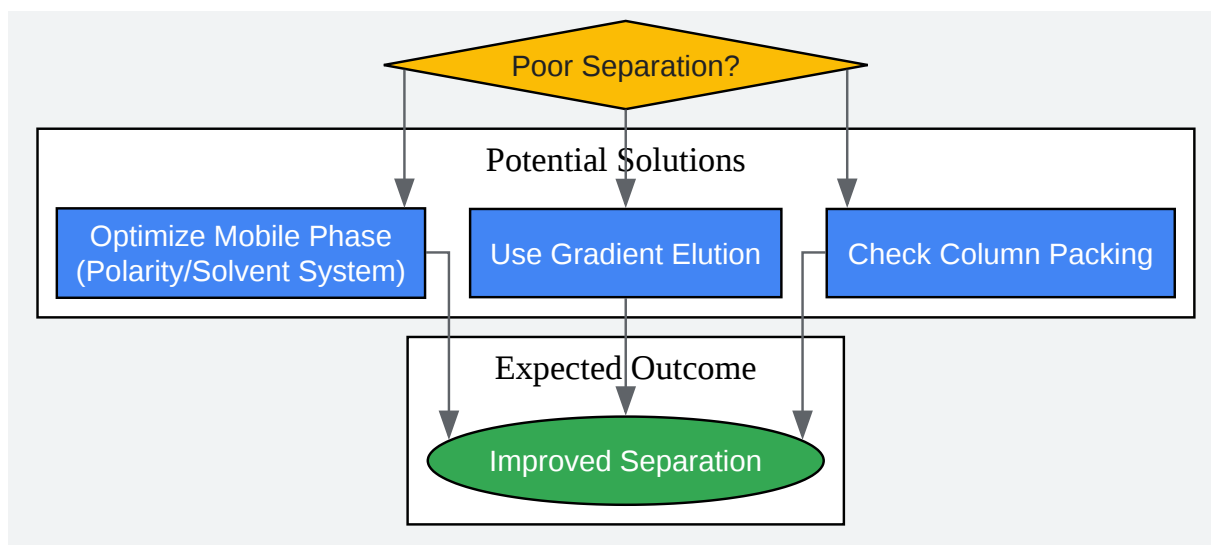 Poor Separation?
Potential Solutions
Optimize Mobile Phase
(Polarity/Solvent System)
Use Gradient Elution
Check Column Packing
Expected Outcome
Improved Separation